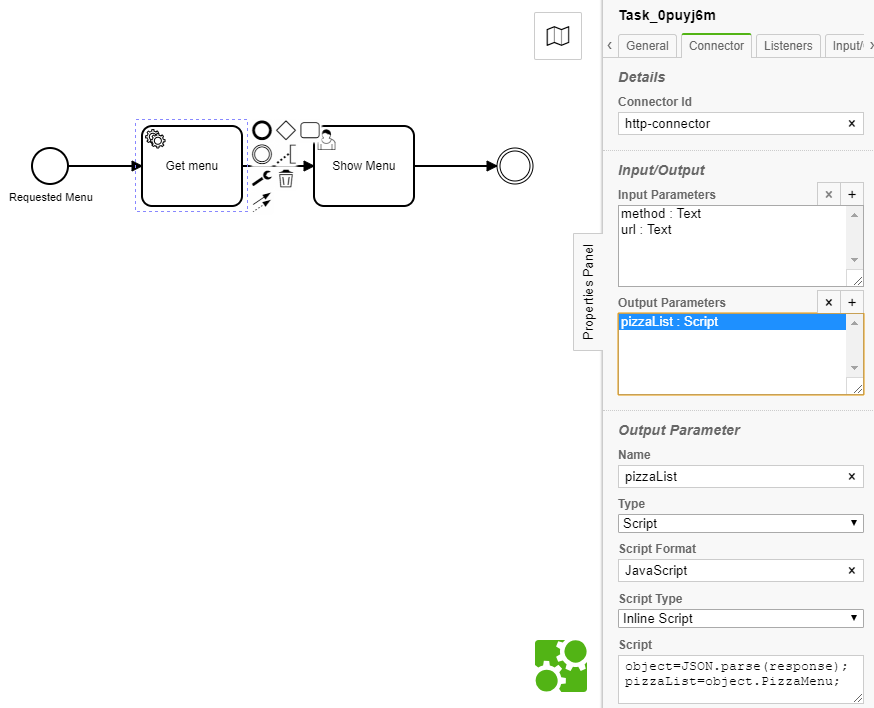 Requested Menu
Get menu
Show Menu
Properties Panel
Task_0puyj6m
General
Connector
Listeners
Input/
Details
Connector Id
http-connector
Input/Output
Input Parameters
method : Text
url : Text
Output Parameters
pizzaList : Script
Output Parameter
Name
pizzaList
Type
Script
Script Format
JavaScript
Script Type
Inline Script
Script
object=JSON.parse(response);
pizzaList=object.PizzaMenu;